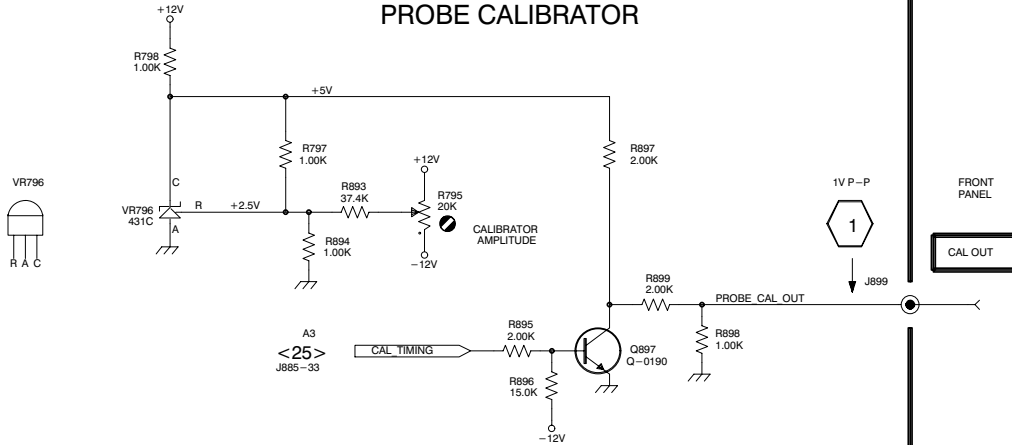 PROBE CALIBRATOR
+12V
R798
1.00K
+5V
R797
1.00K
R897
2.00K
+12V
VR796
C
R893
37.4K
R795
20K
1V P-P
FRONT
PANEL
VR796
431C
R
+2.5V
A
R894
1.00K
CALIBRATOR
AMPLITUDE
1
CAL OUT
R A C
-12V
R899
2.00K
J899
PROBE_CAL_OUT
A3
<25>
J885-33
CAL_TIMING
R895
2.00K
Q897
Q-0190
R898
1.00K
R896
15.0K
-12V